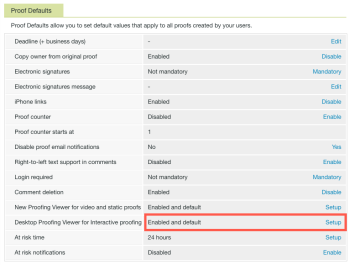 Proof Defaults
Proof Defaults allow you to set default values that apply to all proofs created by your users.
Deadline (+ business days) - Edit
Copy owner from original proof Enabled Disable
Electronic signatures Not mandatory Mandatory
Electronic signatures message - Edit
iPhone links Enabled Disable
Proof counter Disabled Enable
Proof counter starts at 1
Disable proof email notifications No Yes
Right-to-left text support in comments Disabled Enable
Login required Not mandatory Mandatory
Comment deletion Enabled Disable
New Proofing Viewer for video and static proofs Enabled and default Setup
Desktop Proofing Viewer for Interactive proofing Enabled and default Setup
At risk time 24 hours Setup
At risk notifications Disabled Enable